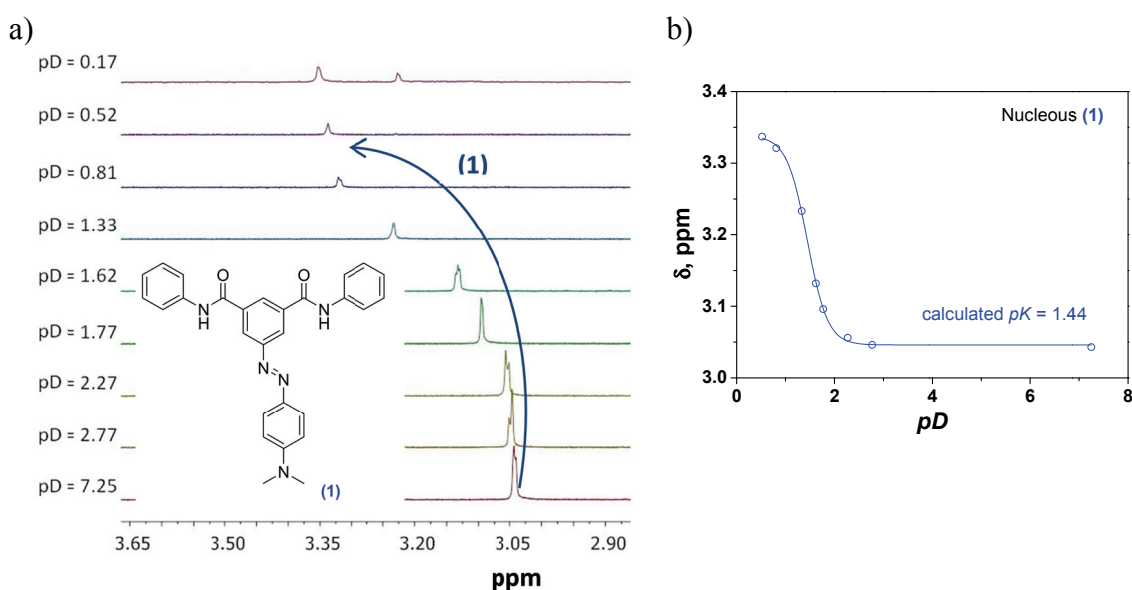 a)
pD = 0.17
pD = 0.52
pD = 0.81
pD = 1.33
pD = 1.62
pD = 1.77
pD = 2.27
pD = 2.77
pD = 7.25
(1)
O O
N N
H H
N
N
N
(1)
3.65 3.50 3.35 3.20 3.05 2.90
ppm
b)
3.4
3.3
3.2
3.1
3.0
δ, ppm
Nucleous (1)
calculated pK = 1.44
0 2 4 6 8
pD